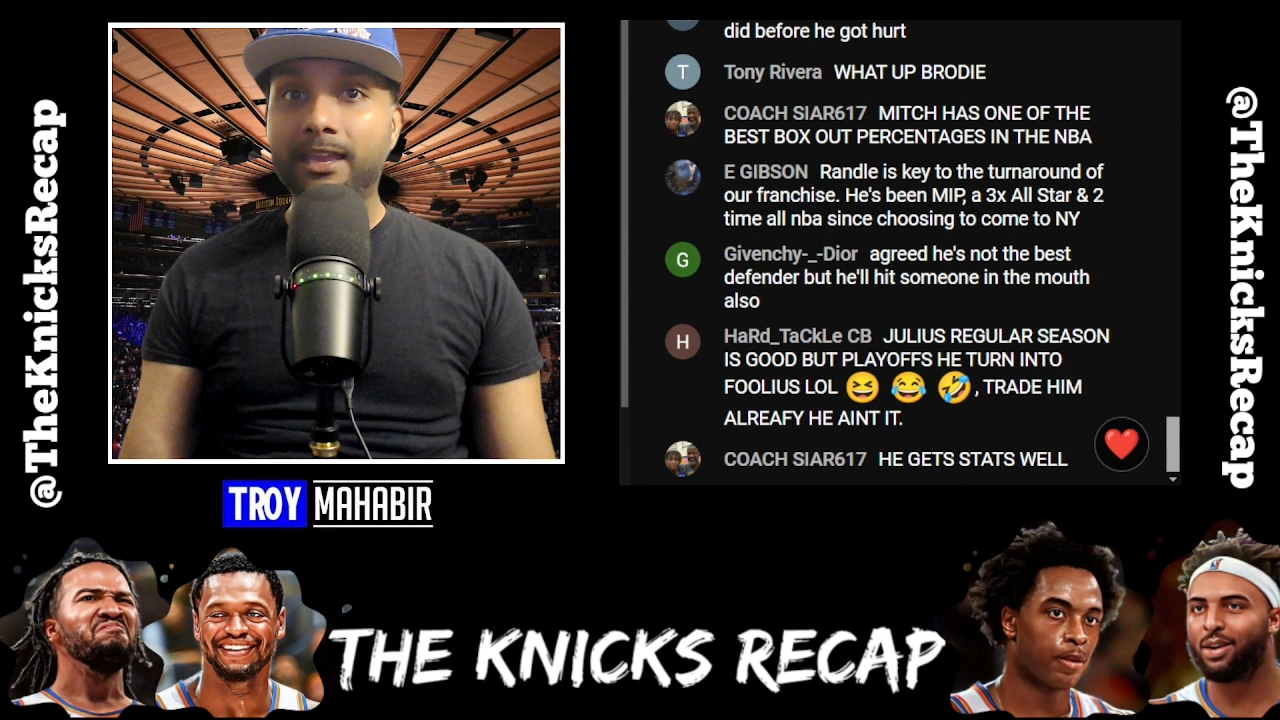 did before he got hurt
T Tony Rivera WHAT UP BRODIE
COACH SIAR617 MITCH HAS ONE OF THE
BEST BOX OUT PERCENTAGES IN THE NBA
E GIBSON Randle is key to the turnaround of
our franchise. He's been MIP, a 3x All Star & 2
time all nba since choosing to come to NY
G Givenchy-_-Dior agreed he's not the best
defender but he'll hit someone in the mouth
also
H HaRd_TaCkLe CB JULIUS REGULAR SEASON
IS GOOD BUT PLAYOFFS HE TURN INTO
FOOLIUS LOL 😆 😂 🤣, TRADE HIM
ALREAFY HE AINT IT.
COACH SIAR617 HE GETS STATS WELL
@TheKnicksRecap
@TheKnicksRecap
TROY MAHABIR
THE KNICKS RECAP